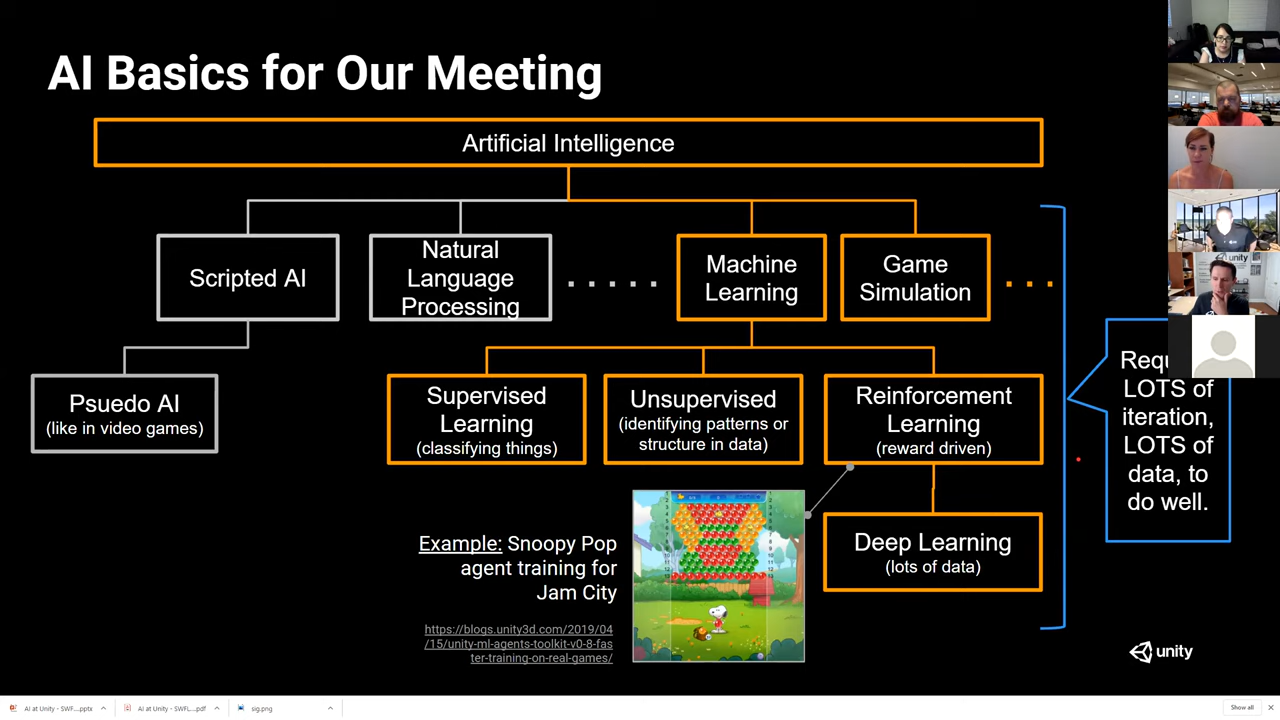 AI Basics for Our Meeting
Artificial Intelligence
Scripted AI
Natural
Language
Processing
. . . . .
Machine
Learning
Game
Simulation
. . .
Psuedo AI
(like in video games)
Supervised
Learning
(classifying things)
Unsupervised
(identifying patterns or
structure in data)
Reinforcement
Learning
(reward driven)
LOTS of
iteration,
LOTS of
data, to
do well.
Deep Learning
(lots of data)
Example: Snoopy Pop
agent training for
Jam City
https://blogs.unity3d.com/2019/04
/15/unity-ml-agents-toolkit-v0-8-fas
ter-training-on-real-games/
unity
unity
AI at Unity - SWF....pptx
AI at Unity - SWFL....pdf
sig.png
Show all